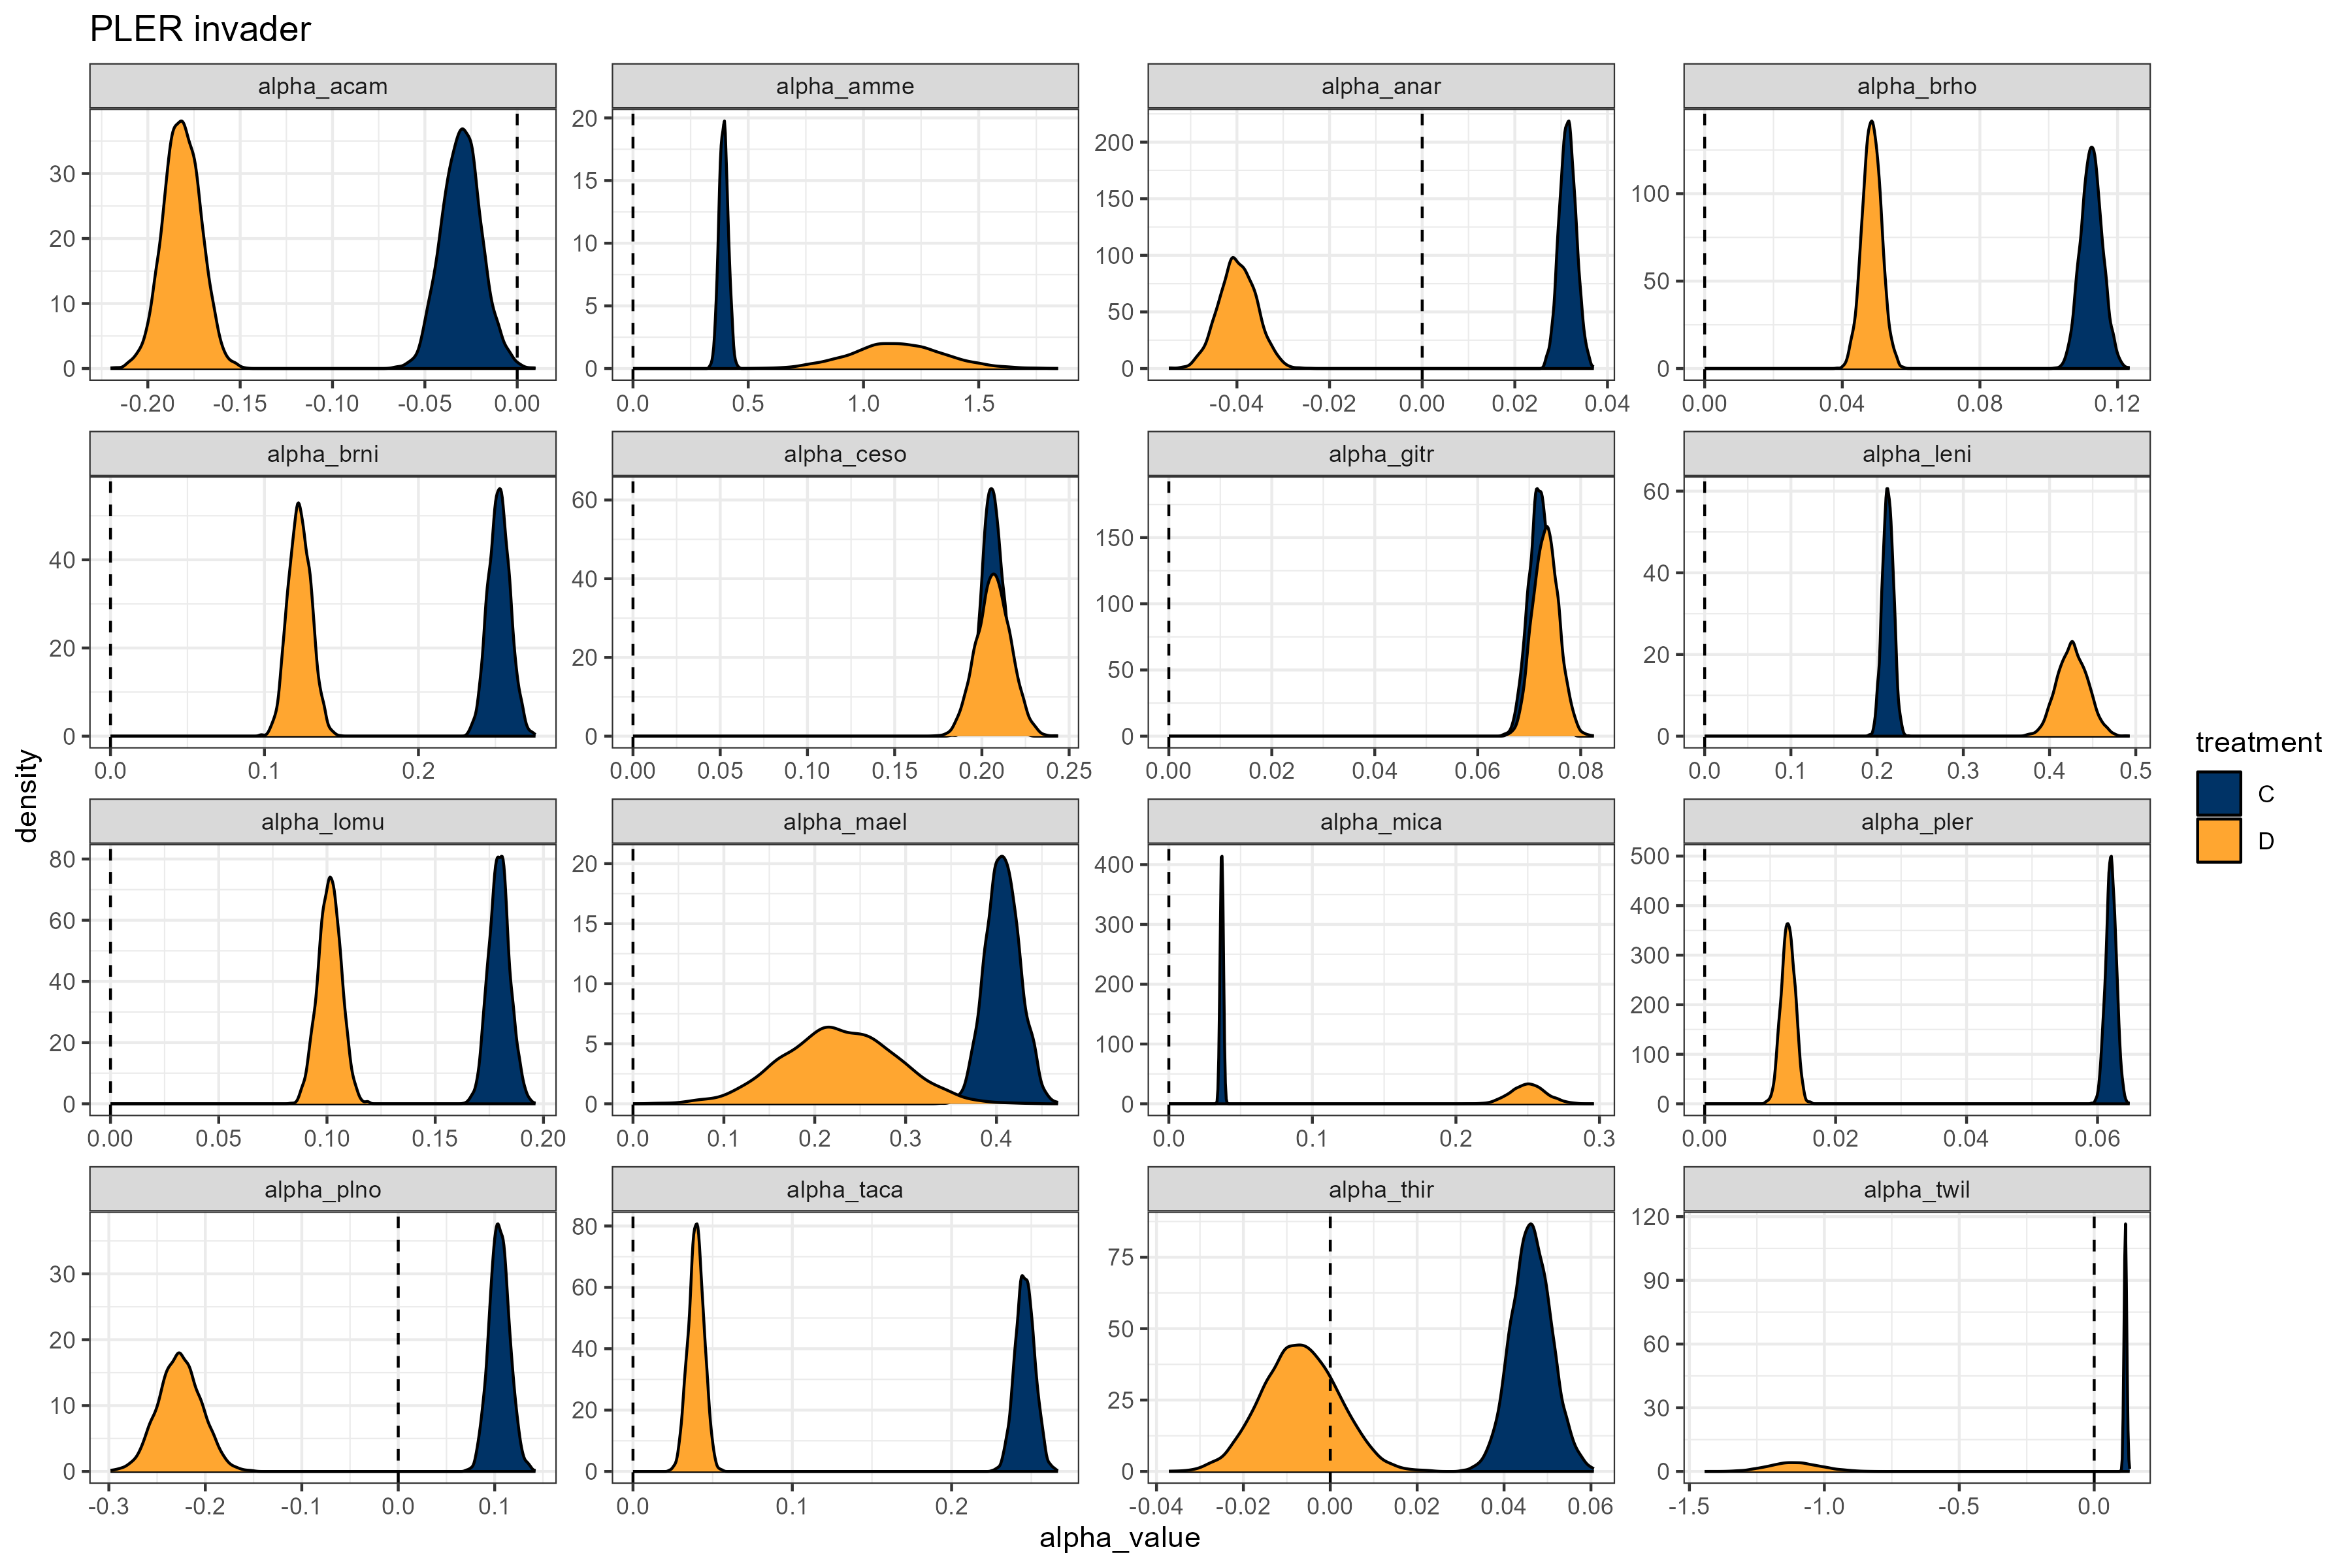 PLER invader
alpha_acam alpha_amme alpha_anar alpha_brho
30 20 10 0
-0.20 -0.15 -0.10 -0.05 0.00
20 15 10 5 0
0.0 0.5 1.0 1.5
200 150 100 50 0
-0.04 -0.02 0.00 0.02 0.04
100 50 0
0.00 0.04 0.08 0.12
alpha_brni alpha_ceso alpha_gitr alpha_leni
40 20 0
0.0 0.1 0.2
60 40 20 0
0.00 0.05 0.10 0.15 0.20 0.25
150 100 50 0
0.00 0.02 0.04 0.06 0.08
60 40 20 0
0.0 0.1 0.2 0.3 0.4 0.5
alpha_lomu alpha_mael alpha_mica alpha_pler
80 60 40 20 0
0.00 0.05 0.10 0.15 0.20
20 15 10 5 0
0.0 0.1 0.2 0.3 0.4
400 300 200 100 0
0.0 0.1 0.2 0.3
500 400 300 200 100 0
0.00 0.02 0.04 0.06
alpha_plno alpha_taca alpha_thir alpha_twil
30 20 10 0
-0.3 -0.2 -0.1 0.0 0.1
80 60 40 20 0
0.0 0.1 0.2
75 50 25 0
-0.04 -0.02 0.00 0.02 0.04 0.06
120 90 60 30 0
-1.5 -1.0 -0.5 0.0
density
alpha_value
treatment
C
D